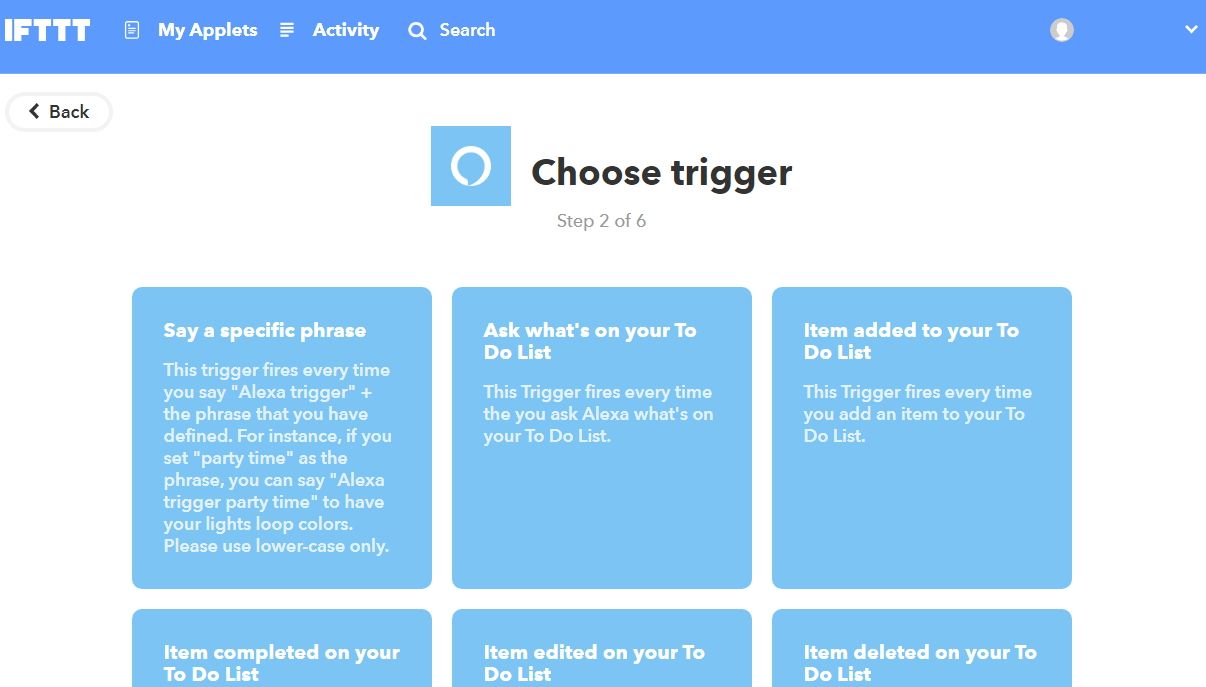 IFTTT My Applets Activity Search
Back
Choose trigger
Step 2 of 6
Say a specific phrase
This trigger fires every time
you say "Alexa trigger" +
the phrase that you have
defined. For instance, if you
set "party time" as the
phrase, you can say "Alexa
trigger party time" to have
your lights loop colors.
Please use lower-case only.
Ask what's on your To
Do List
This Trigger fires every time
the you ask Alexa what's on
your To Do List.
Item added to your To
Do List
This Trigger fires every time
you add an item to your To
Do List.
Item completed on your
To Do List
Item edited on your To
Do List
Item deleted on your To
Do List